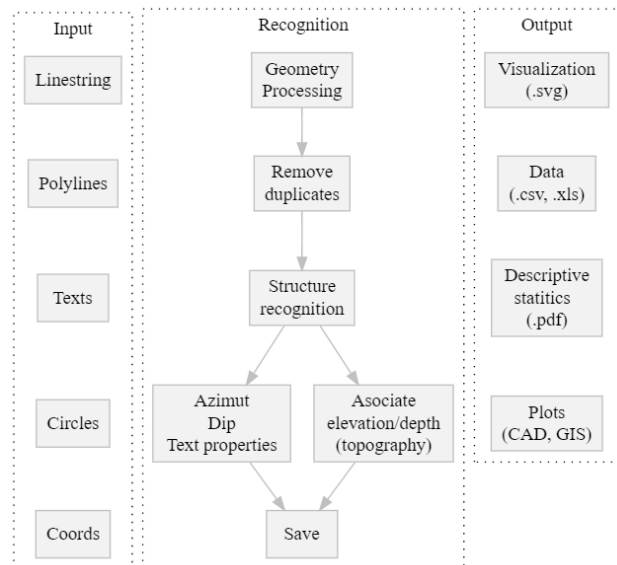 Input
Linestring
Polylines
Texts
Circles
Coords
Recognition
Geometry
Processing
Remove
duplicates
Structure
recognition
Azimut
Dip
Text properties
Asociate
elevation/depth
(topography)
Save
Output
Visualization
(.svg)
Data
(.csv, .xls)
Descriptive
statitics
(.pdf)
Plots
(CAD, GIS)